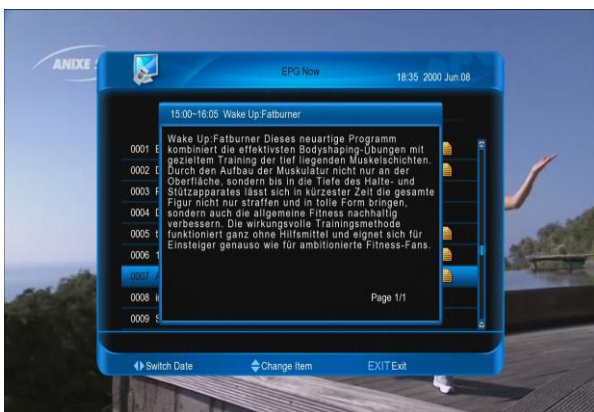 ANIXE
EPG Now
18:35 2000 Jun.08
15:00~16:05 Wake Up:Fatburner
Wake Up:Fatburner Dieses neuartige Programm
kombiniert die effektivsten Bodyshaping-Übungen mit
gezieltem Training der tief liegenden Muskelschichten.
Durch den Aufbau der Muskulatur nicht nur an der
Oberfläche, sondern bis in die Tiefe des Halte- und
Stützapparates lässt sich in kürzester Zeit die gesamte
Figur nicht nur straffen und in tolle Form bringen,
sondern auch die allgemeine Fitness nachhaltig
verbessern. Die wirkungsvolle Trainingsmethode
funktioniert ganz ohne Hilfsmittel und eignet sich für
Einsteiger genauso wie für ambitionierte Fitness-Fans.
Page 1/1
0001
0002
0003
0004
0005
0006
0007
0008
0009
Switch Date
Change Item
EXIT Exit